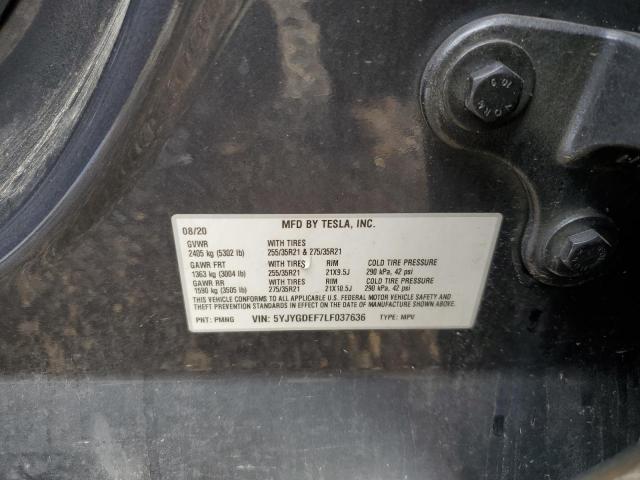 08/20 MFD BY TESLA, INC.
GVWR WITH TIRES
2405 kg (5302 lb) 255/35R21 & 275/35R21
GAWR FRT WITH TIRES RIM COLD TIRE PRESSURE
1363 kg (3004 lb) 255/35R21 21X9.5J 290 kPa, 42 psi
GAWR RR WITH TIRES RIM COLD TIRE PRESSURE
1590 kg (3505 lb) 275/35R21 21X10.5J 290 kPa, 42 psi
THIS VEHICLE CONFORMS TO ALL APPLICABLE U.S. FEDERAL MOTOR VEHICLE SAFETY AND
THEFT PREVENTION STANDARDS IN EFFECT ON THE DATE OF MANUFACTURE SHOWN ABOVE.
PNT: PMNG VIN: 5YJYGDEF7LF037636 TYPE: MPV